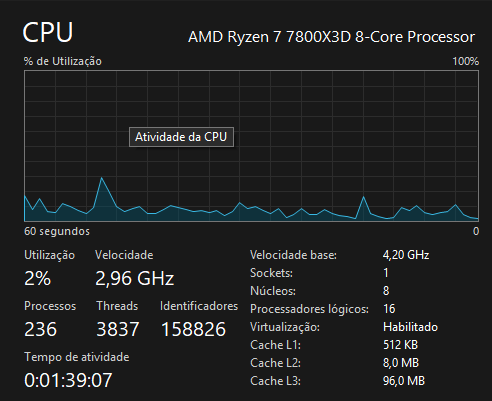 CPU AMD Ryzen 7 7800X3D 8-Core Processor
% de Utilização 100%
Atividade da CPU
60 segundos 0
Utilização Velocidade
2% 2,96 GHz
Processos Threads Identificadores
236 3837 158826
Tempo de atividade
0:01:39:07
Velocidade base: 4,20 GHz
Sockets: 1
Núcleos: 8
Processadores lógicos: 16
Virtualização: Habilitado
Cache L1: 512 KB
Cache L2: 8,0 MB
Cache L3: 96,0 MB